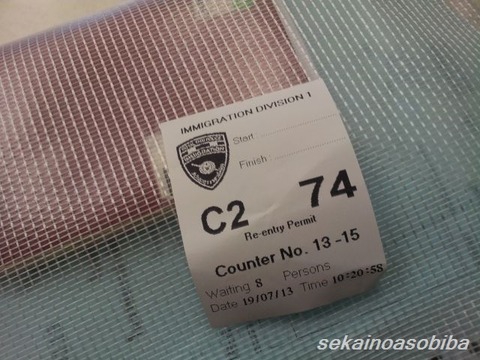 IMMIGRATION DIVISION 1
Start :
Finish :
C2 74
Re-entry Permit
Counter No. 13 -15
Waiting 8 Persons
Date 19/07/13 Time 10:20:58
sekainoasobiba